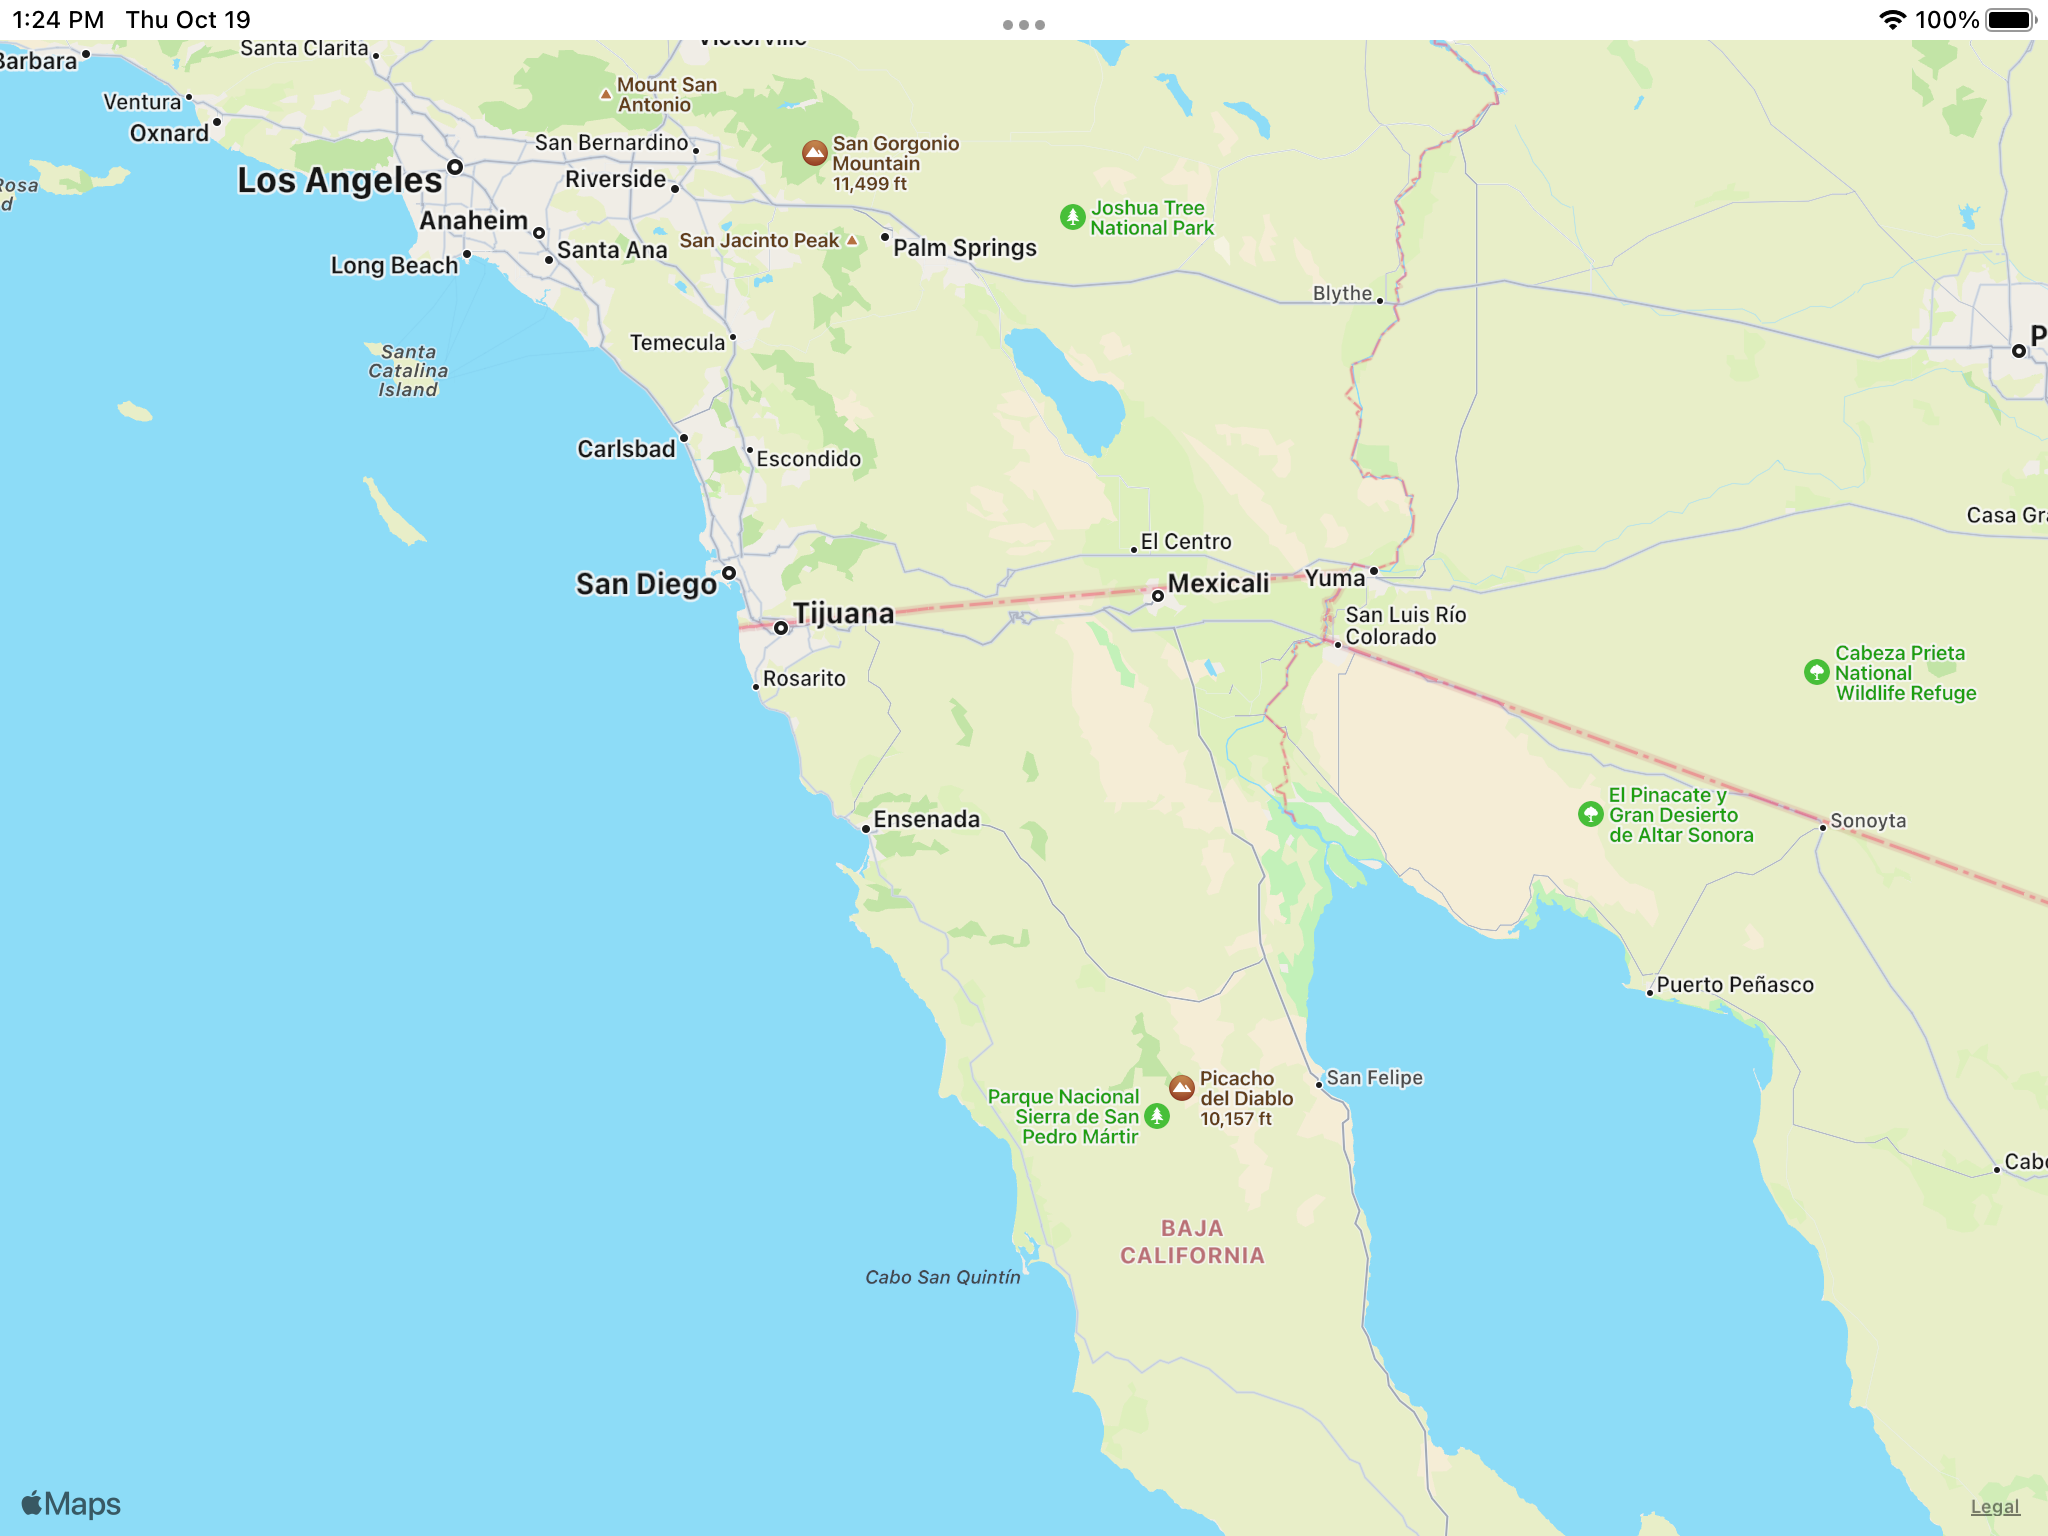 1:24 PM Thu Oct 19
100%
Santa Clarita
Barbara
Ventura
Oxnard
Mount San
Antonio
San Bernardino
San Gorgonio
Mountain
11,499 ft
Los Angeles
Riverside
Rosa
d
Anaheim
Santa Ana
San Jacinto Peak
Palm Springs
Joshua Tree
National Park
Long Beach
Blythe
Temecula
P
Santa
Catalina
Island
Carlsbad
Escondido
Casa Gra
El Centro
San Diego
Mexicali
Yuma
Tijuana
San Luis Río
Colorado
Rosarito
Cabeza Prieta
National
Wildlife Refuge
El Pinacate y
Gran Desierto
de Altar Sonora
Sonoyta
Ensenada
Puerto Peñasco
San Felipe
Picacho
del Diablo
10,157 ft
Parque Nacional
Sierra de San
Pedro Mártir
Cabo
BAJA
CALIFORNIA
Cabo San Quintín
Maps
Legal